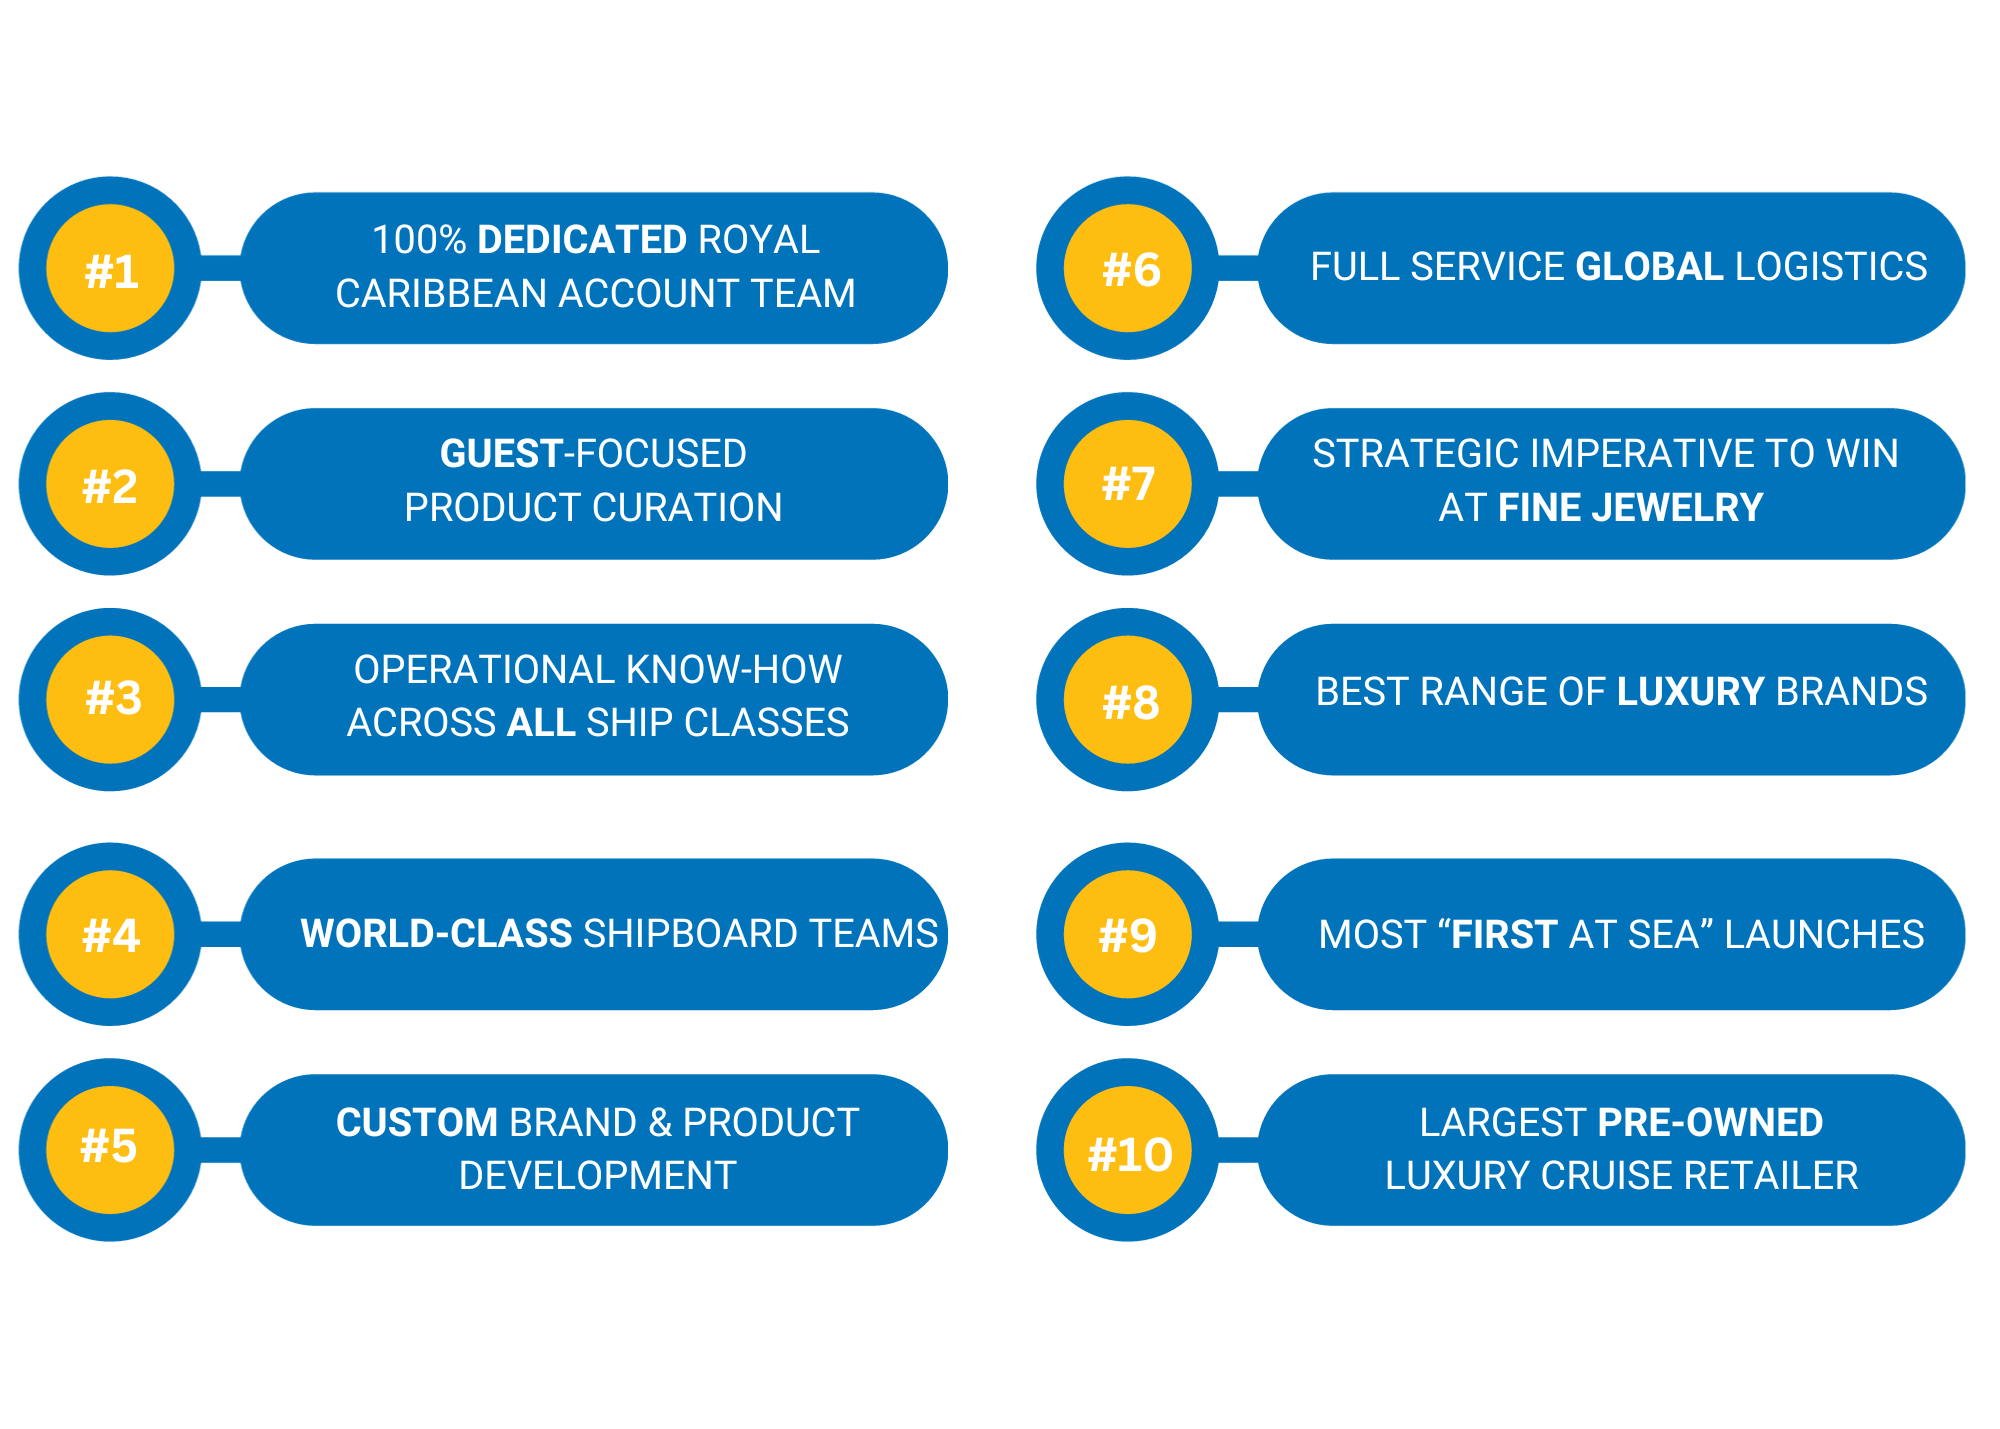 #1
100% DEDICATED ROYAL
CARIBBEAN ACCOUNT TEAM
#2
GUEST-FOCUSED
PRODUCT CURATION
#3
OPERATIONAL KNOW-HOW
ACROSS ALL SHIP CLASSES
#4
WORLD-CLASS SHIPBOARD TEAMS
#5
CUSTOM BRAND & PRODUCT
DEVELOPMENT
#6
FULL SERVICE GLOBAL LOGISTICS
#7
STRATEGIC IMPERATIVE TO WIN
AT FINE JEWELRY
#8
BEST RANGE OF LUXURY BRANDS
#9
MOST “FIRST AT SEA” LAUNCHES
#10
LARGEST PRE-OWNED
LUXURY CRUISE RETAILER